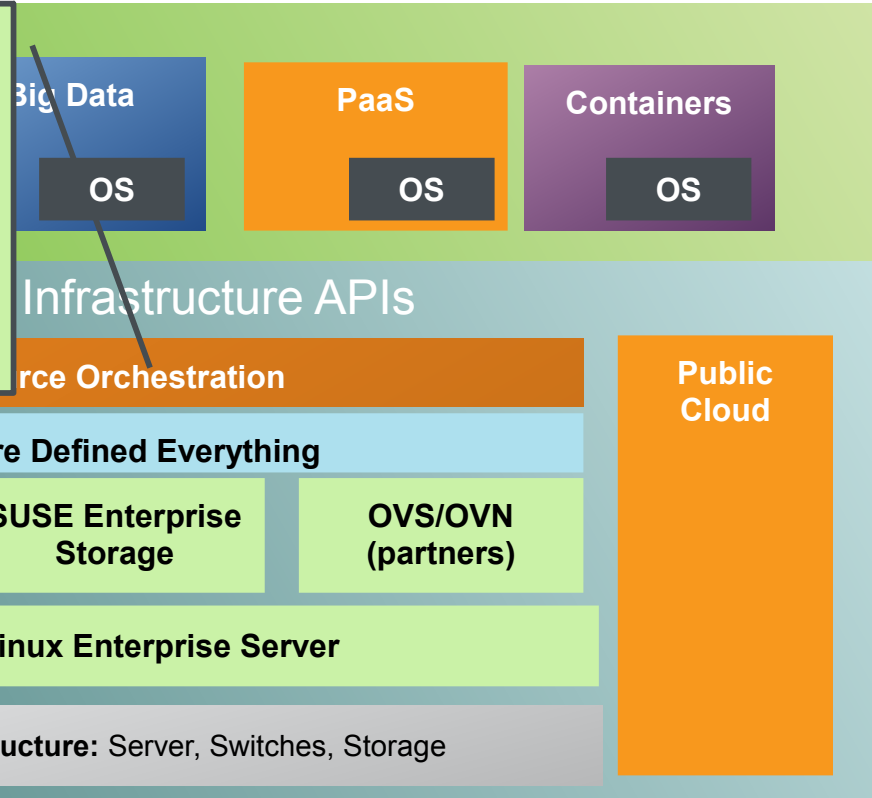 Big Data
PaaS
Containers
OS
OS
OS
Infrastructure APIs
rce Orchestration
Public
Cloud
re Defined Everything
SUSE Enterprise
Storage
OVS/OVN
(partners)
inux Enterprise Server
ucture: Server, Switches, Storage